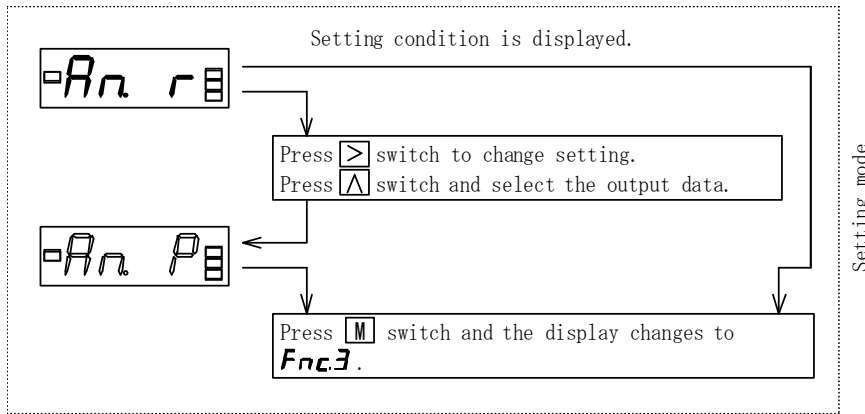 Setting condition is displayed.
An. r
Press > switch to change setting.
Press Λ switch and select the output data.
An. P
Press M switch and the display changes to
Fnc.3.
Setting mode